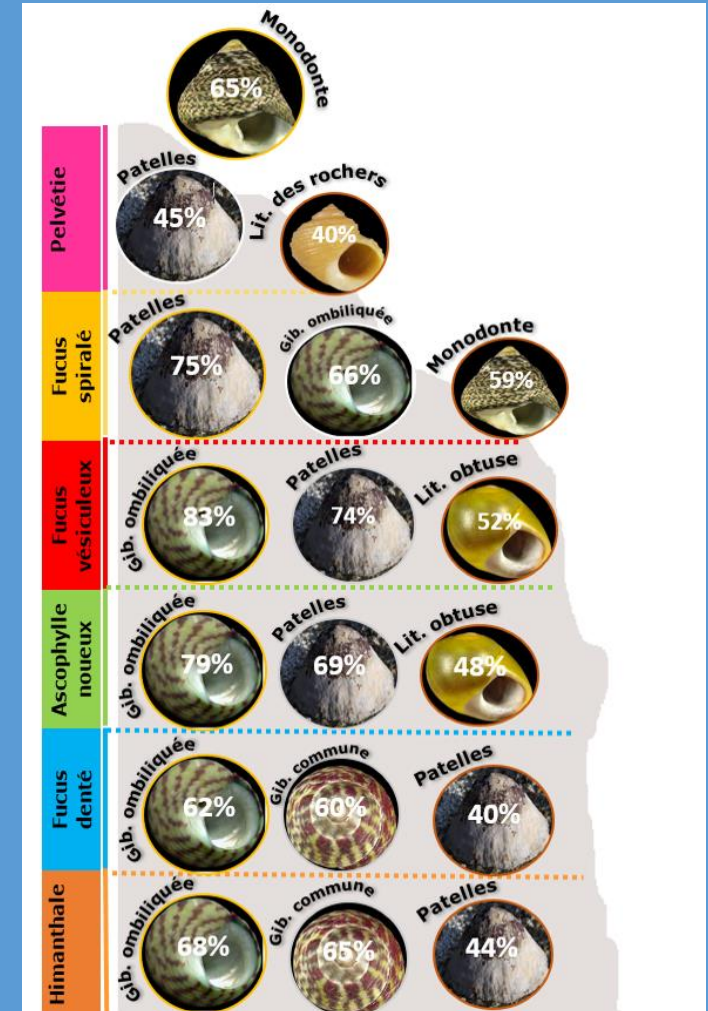 Monodonte
65%
Pelvétie
Patelles
45%
Lit. des rochers
40%
Fucus
spiralé
Patelles
75%
Gib. ombiliquée
66%
Monodonte
59%
Fucus
vésiculeux
Gib. ombiliquée
83%
Patelles
74%
Lit. obtuse
52%
Ascophylle
noueux
Gib. ombiliquée
79%
Patelles
69%
Lit. obtuse
48%
Fucus
denté
Gib. ombiliquée
62%
Gib. commune
60%
Patelles
40%
Himanthale
Gib. ombiliquée
68%
Gib. commune
65%
Patelles
44%